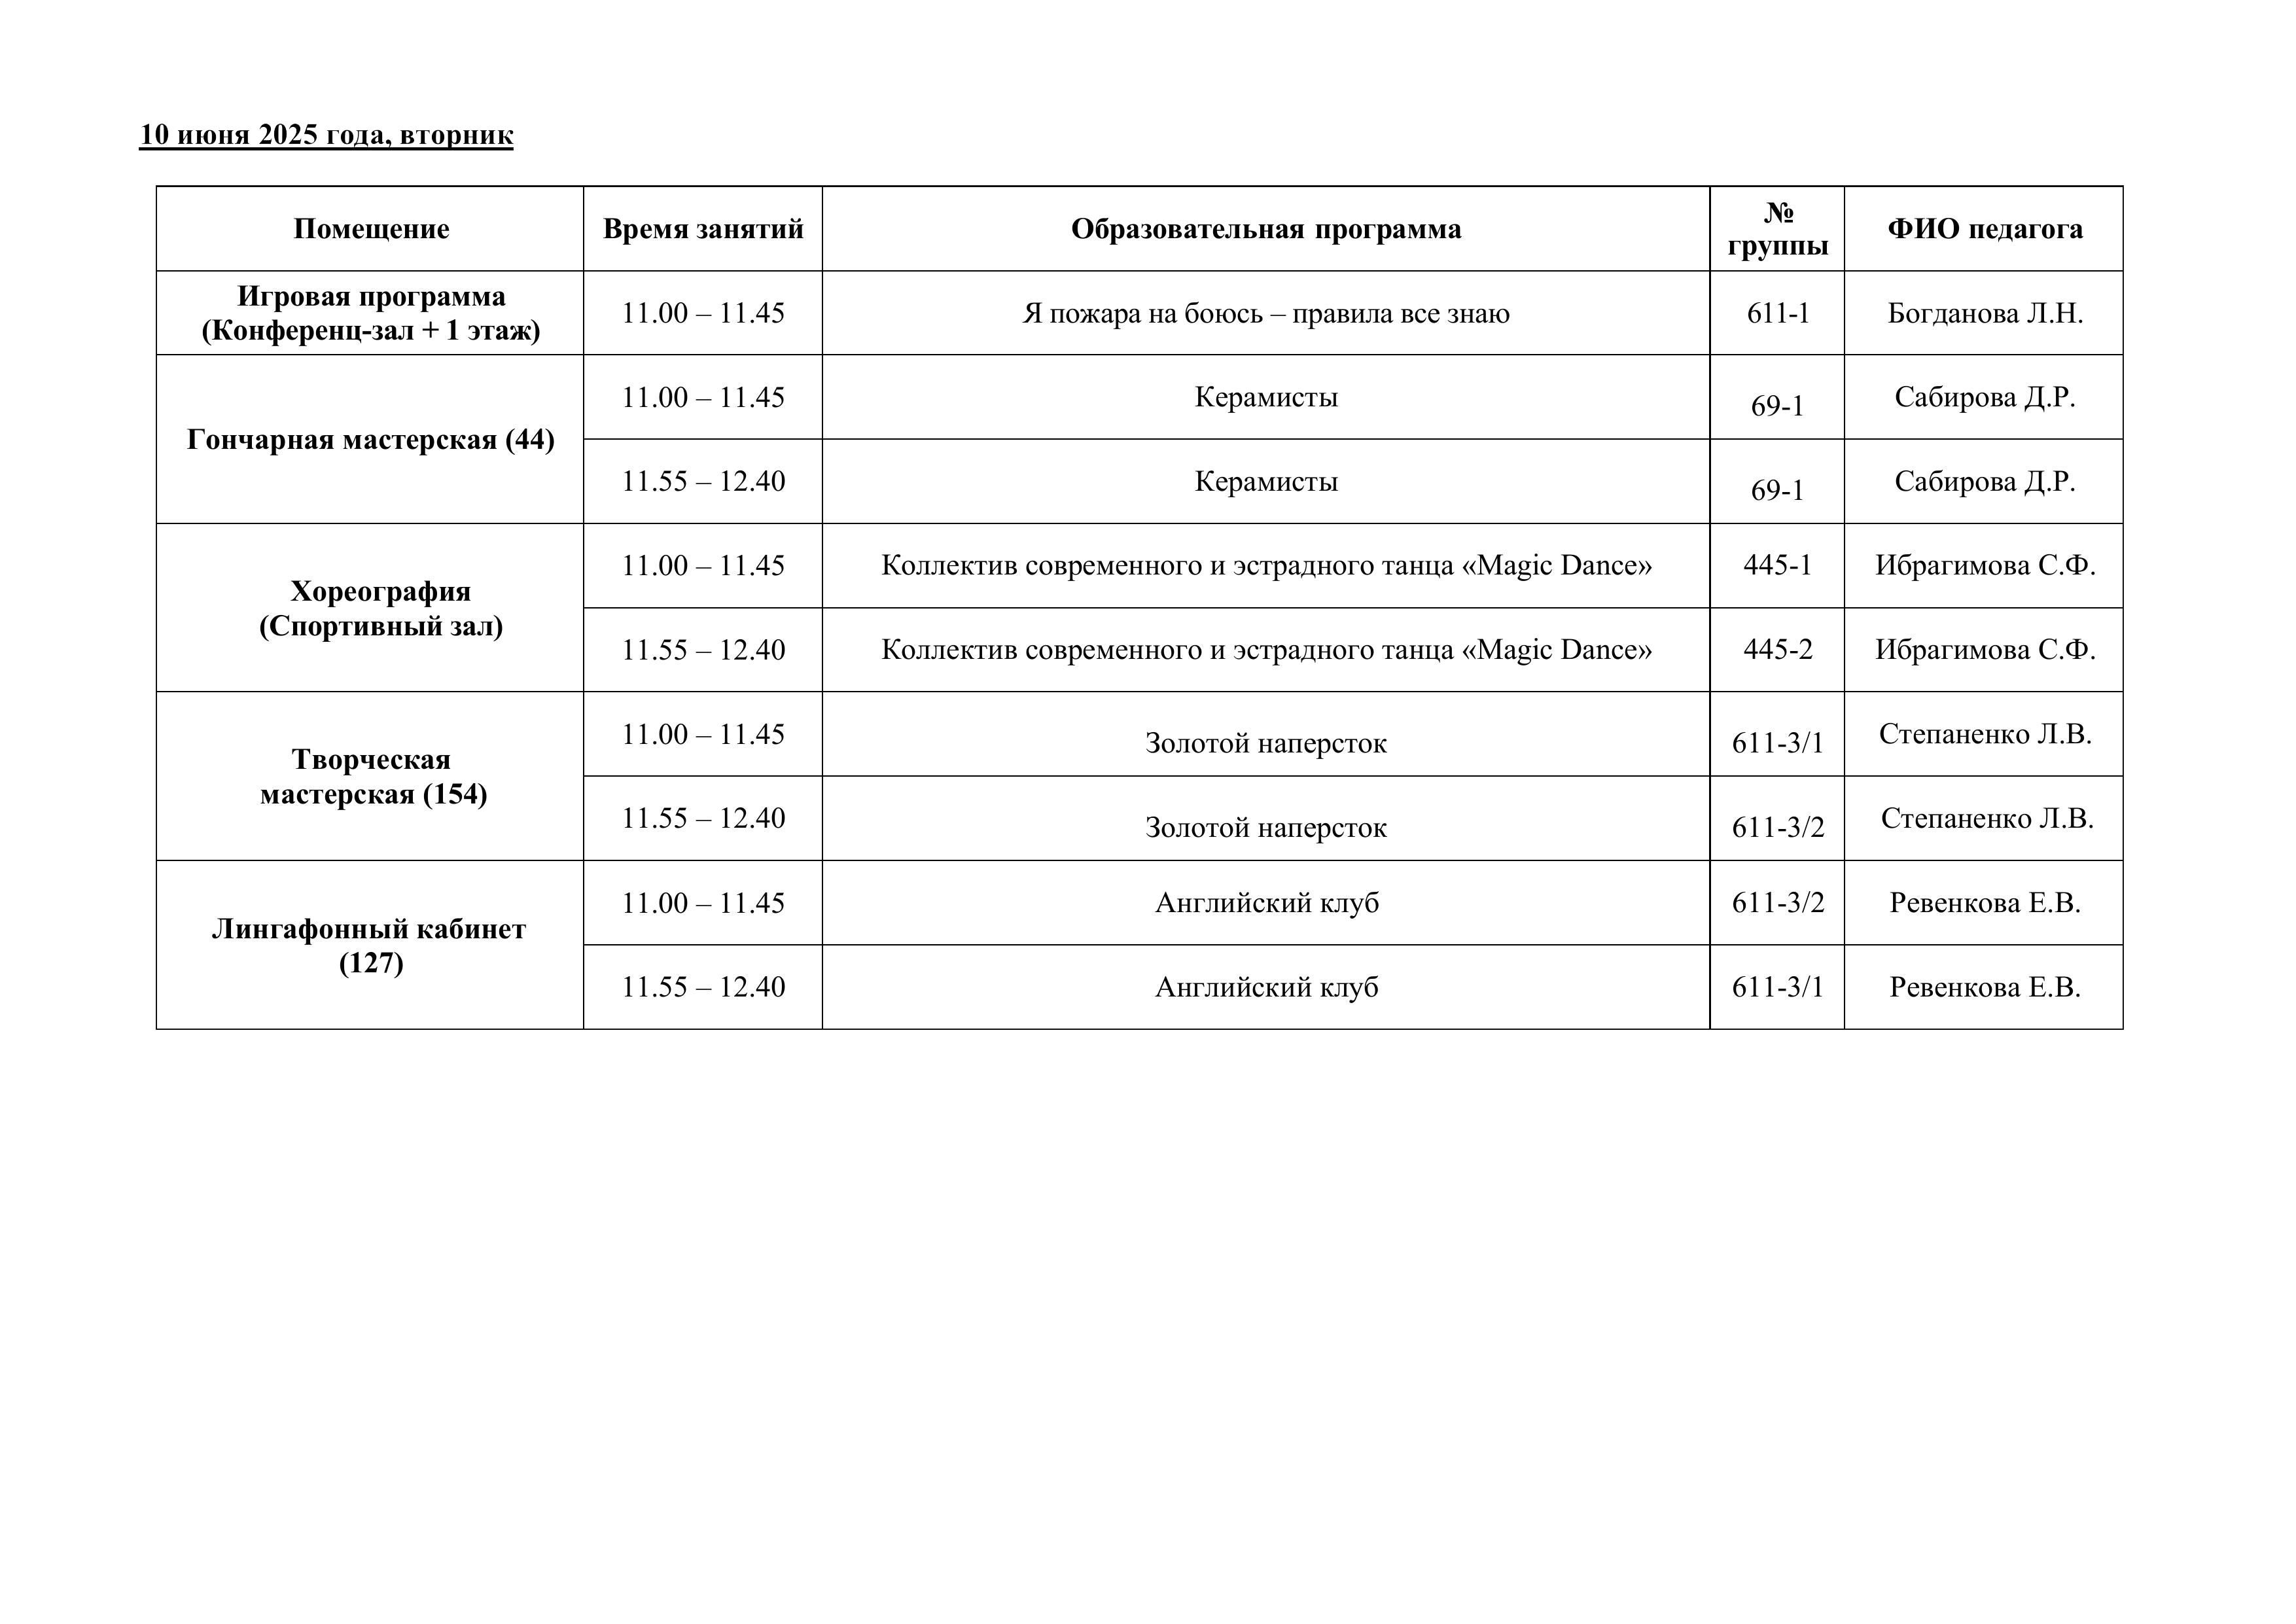 10 июня 2025 года, вторник
Помещение Время занятий Образовательная программа № группы ФИО педагога
Игровая программа
(Конференц-зал + 1 этаж) 11.00 – 11.45 Я пожара на боюсь – правила все знаю 611-1 Богданова Л.Н.
Гончарная мастерская (44)
11.00 – 11.45 Керамисты 69-1 Сабирова Д.Р.
11.55 – 12.40 Керамисты 69-1 Сабирова Д.Р.
Хореография
(Спортивный зал)
11.00 – 11.45 Коллектив современного и эстрадного танца «Magic Dance» 445-1 Ибрагимова С.Ф.
11.55 – 12.40 Коллектив современного и эстрадного танца «Magic Dance» 445-2 Ибрагимова С.Ф.
Творческая
мастерская (154)
11.00 – 11.45 Золотой наперсток 611-3/1 Степаненко Л.В.
11.55 – 12.40 Золотой наперсток 611-3/2 Степаненко Л.В.
Лингафонный кабинет
(127)
11.00 – 11.45 Английский клуб 611-3/2 Ревенкова Е.В.
11.55 – 12.40 Английский клуб 611-3/1 Ревенкова Е.В.